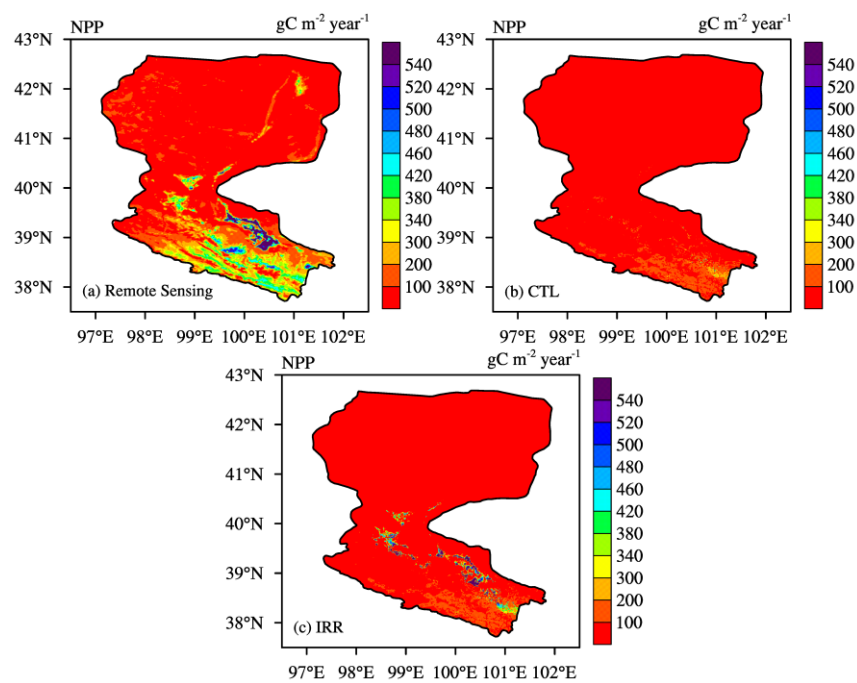 NPP gC m⁻² year⁻¹
43°N
42°N
41°N
40°N
39°N
38°N
(a) Remote Sensing
97°E 98°E 99°E 100°E 101°E 102°E
540
520
500
480
460
420
380
340
300
200
100
NPP gC m⁻² year⁻¹
43°N
42°N
41°N
40°N
39°N
38°N
(b) CTL
97°E 98°E 99°E 100°E 101°E 102°E
540
520
500
480
460
420
380
340
300
200
100
NPP gC m⁻² year⁻¹
43°N
42°N
41°N
40°N
39°N
38°N
(c) IRR
97°E 98°E 99°E 100°E 101°E 102°E
540
520
500
480
460
420
380
340
300
200
100